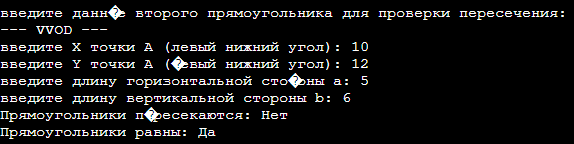 введите данн�е второго прямоугольника для проверки пересечения:
--- VVOD ---
введите X точки A (левый нижний угол): 10
введите Y точки A (�евый нижний угол): 12
введите длину горизонтальной сто�оны a: 5
введите длину вертикальной стороны b: 6
Прямоугольники п�ресекаются: Нет
Прямоугольники равны: Да